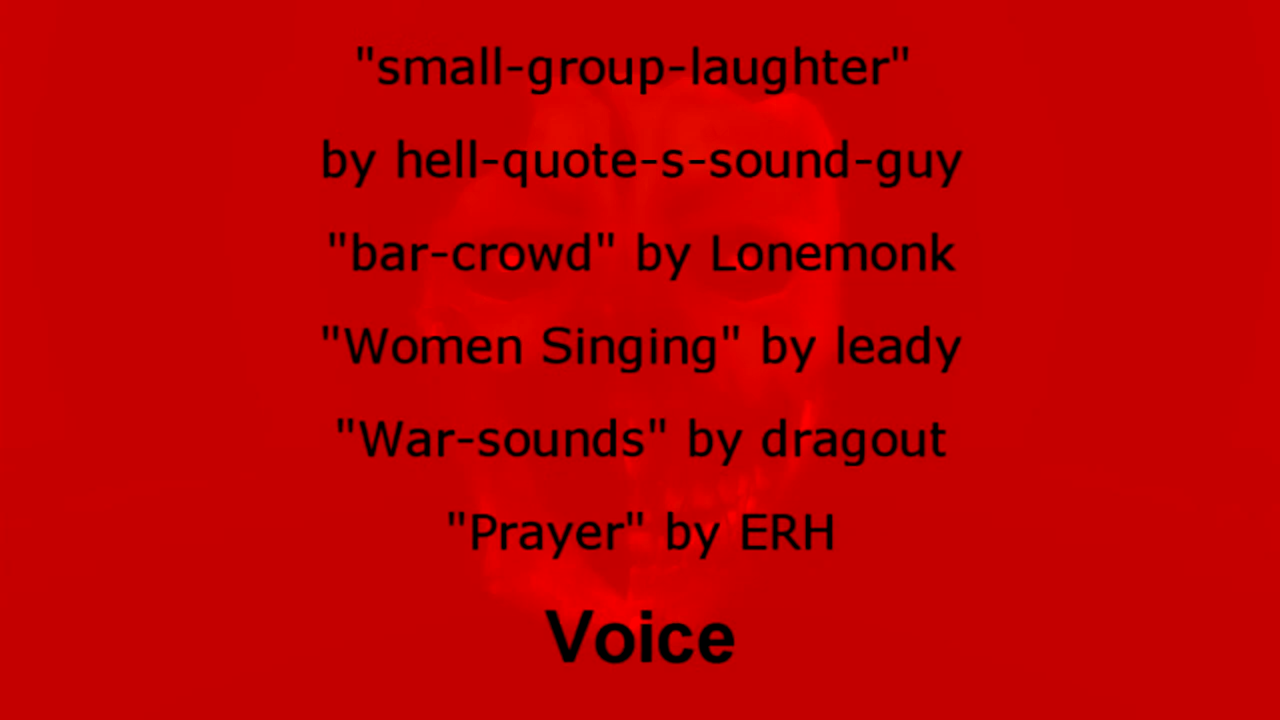 "small-group-laughter"
by hell-quote-s-sound-guy
"bar-crowd" by Lonemonk
"Women Singing" by leady
"War-sounds" by dragout
"Prayer" by ERH
Voice